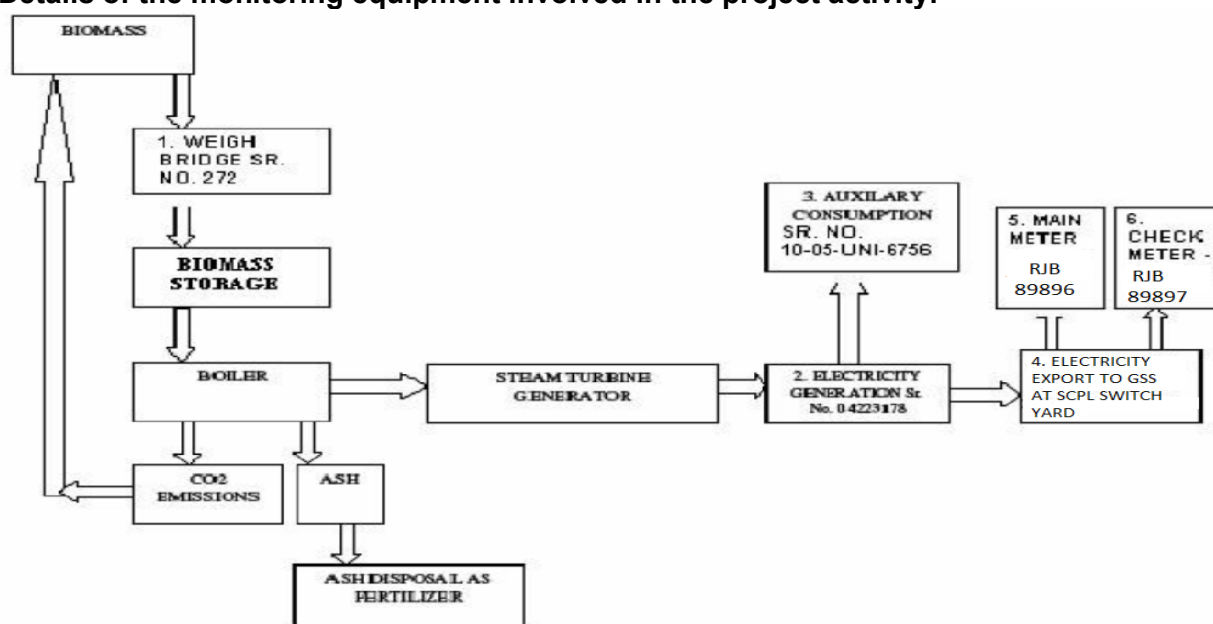 Details of the monitoring equipment involved in the project activity.
BIOMASS
1. WEIGH
BRIDGE SR.
NO. 272
BIOMASS
STORAGE
BOILER
STEAM TURBINE
GENERATOR
2. ELECTRICITY
GENERATION Sr.
No. 04223178
3. AUXILARY
CONSUMPTION
SR. NO.
10-05-UNI-6756
4. ELECTRICITY
EXPORT TO GSS
AT SCPL SWITCH
YARD
5. MAIN
METER
RJB
89896
6.
CHECK
METER -
RJB
89897
CO2
EMISSIONS
ASH
ASH DISPOSAL AS
FERTILIZER